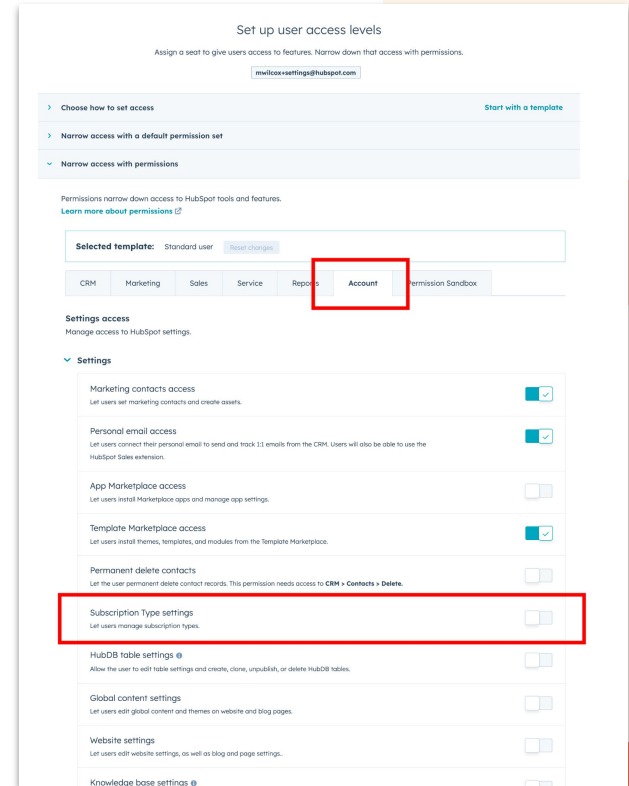 Set up user access levels
Assign a seat to give users access to features. Narrow down that access with permissions.
mwilcox+settings@hubspot.com
Choose how to set access
Start with a template
Narrow access with a default permission set
Narrow access with permissions
Permissions narrow down access to HubSpot tools and features.
Learn more about permissions
Selected template: Standard user Reset changes
CRM Marketing Sales Service Reports Account Permission Sandbox
Settings access
Manage access to HubSpot settings.
Settings
Marketing contacts access
Let users set marketing contacts and create assets.
Personal email access
Let users connect their personal email to send and track 1:1 emails from the CRM. Users will also be able to use the
HubSpot Sales extension.
App Marketplace access
Let users install Marketplace apps and manage app settings.
Template Marketplace access
Let users install themes, templates, and modules from the Template Marketplace.
Permanent delete contacts
Let the user permanent delete contact records. This permission needs access to CRM > Contacts > Delete.
Subscription Type settings
Let users manage subscription types.
HubDB table settings
Allow the user to edit table settings and create, clone, unpublish, or delete HubDB tables.
Global content settings
Let users edit global content and themes on website and blog pages.
Website settings
Let users edit website settings, as well as blog and page settings..
Knowledge base settings